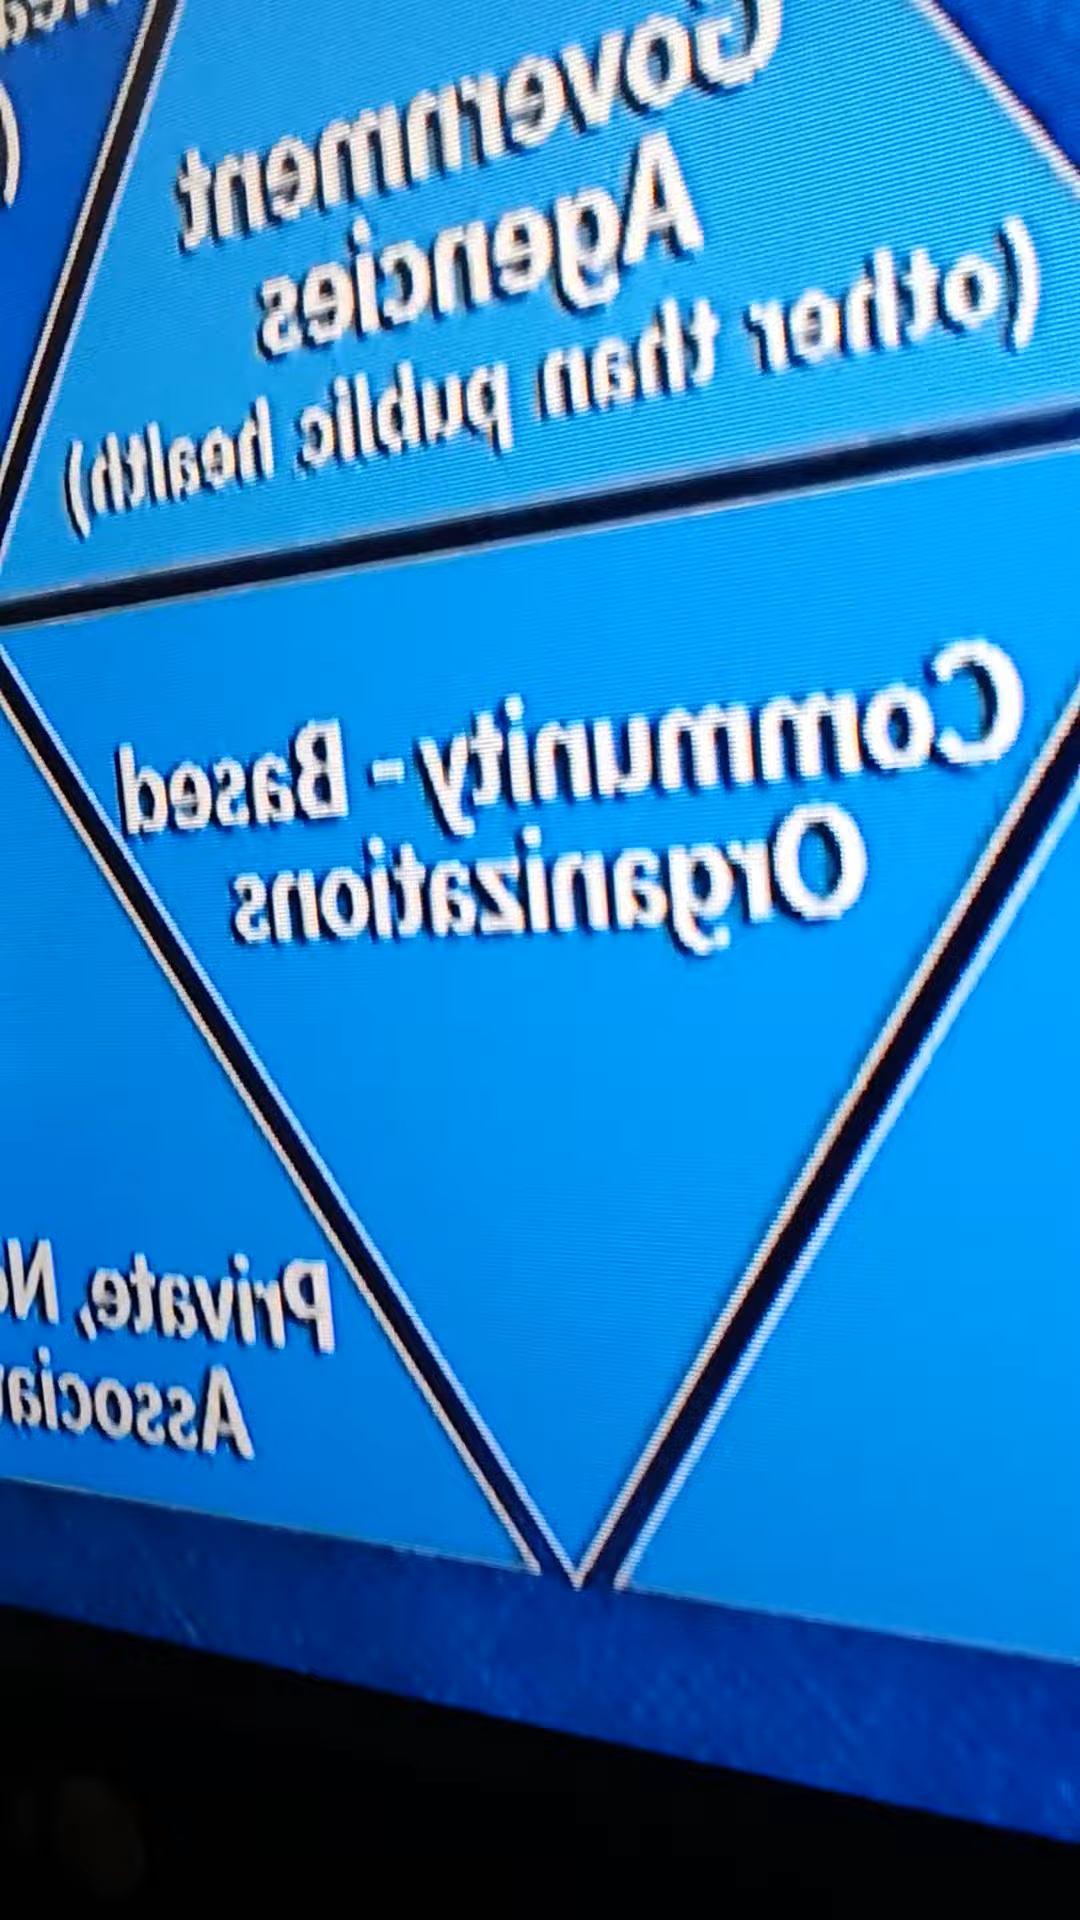 Government
Agencies
(other than public health)
Community - Based
Organizations
Private,